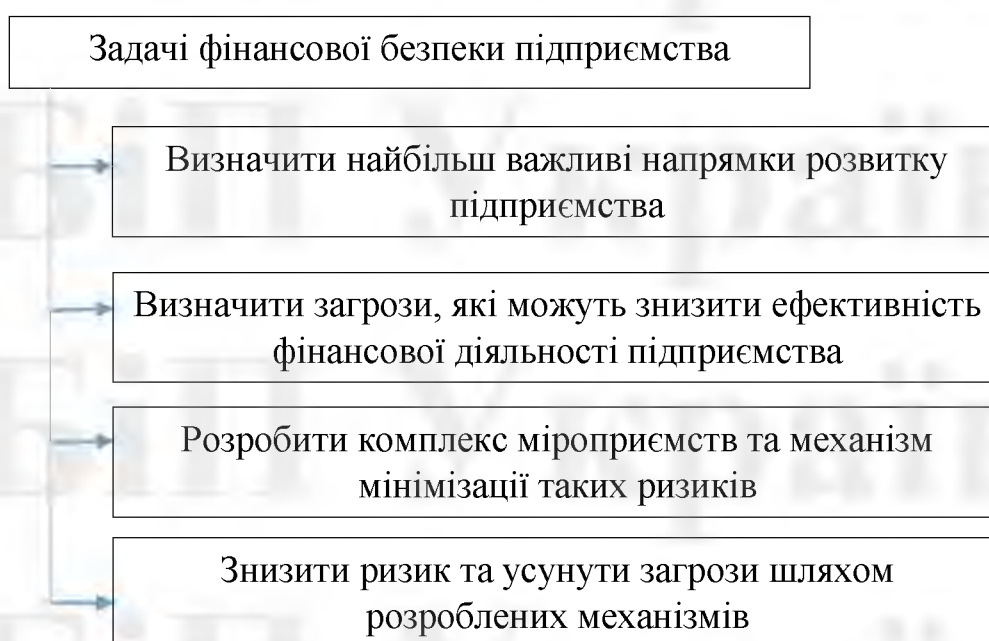 Задачі фінансової безпеки підприємства
Визначити найбільш важливі напрямки розвитку
підприємства
Визначити загрози, які можуть знизити ефективність
фінансової діяльності підприємства
Розробити комплекс міроприємств та механізм
мінімізації таких ризиків
Знизити ризик та усунути загрози шляхом
розроблених механізмів